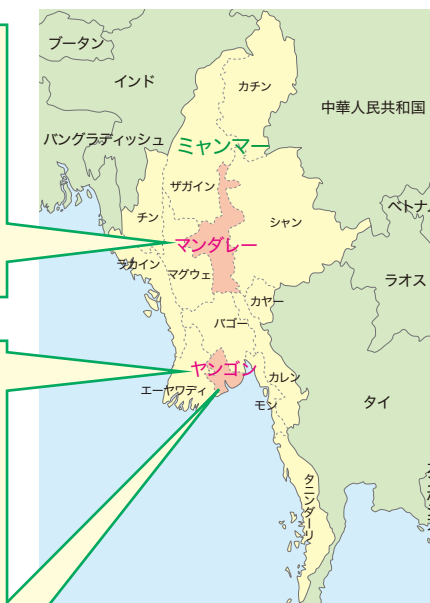 ブータン
インド
カチン
中華人民共和国
バングラディッシュ
ミャンマー
ザガイン
チン
シャン
マンダレー
ラカイン
マグウェ
カヤー
バゴー
ラオス
ヤンゴン
エーヤワディ
カレン
モン
タイ
タニンダーリ